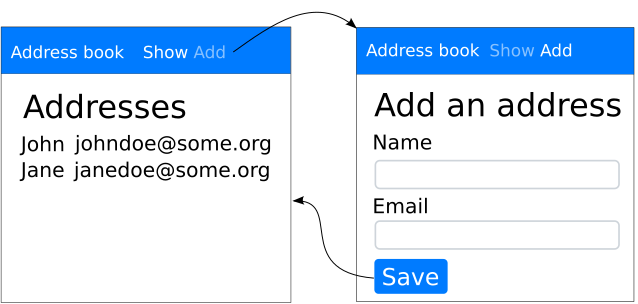 Address book Show Add
Addresses
John johndoe@some.org
Jane janedoe@some.org
Address book Show Add
Add an address
Name
Email
Save